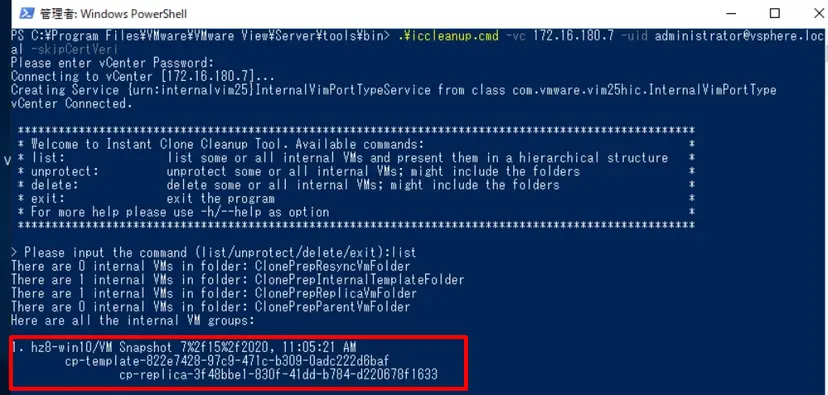 管理者: Windows PowerShell
PS C:¥Program Files¥VMware¥VMware View¥Server¥tools¥bin> .¥iccleanup.cmd -vc 172.16.180.7 -uid administrator@vsphere.loc
al -skipCertVeri
Please enter vCenter Password:
Connecting to vCenter [172.16.180.7]...
Creating Service {urn:internalvim25}InternalVimPortTypeService from class com.vmware.vim25hic.InternalVimPortType
vCenter Connected.
*********************************************************************************************
* Welcome to Instant Clone Cleanup Tool. Available commands: *
* list: list some or all internal VMs and present them in a hierarchical structure *
* unprotect: unprotect some or all internal VMs; might include the folders *
* delete: delete some or all internal VMs; might include the folders *
* exit: exit the program *
* For more help please use -h/--help as option *
*********************************************************************************************
> Please input the command (list/unprotect/delete/exit):list
There are 0 internal VMs in folder: ClonePrepResyncVmFolder
There are 1 internal VMs in folder: ClonePrepInternalTemplateFolder
There are 1 internal VMs in folder: ClonePrepReplicaVmFolder
There are 0 internal VMs in folder: ClonePrepParentVmFolder
Here are all the internal VM groups:
1. hz8-win10/VM Snapshot 7%2f15%2f2020, 11:05:21 AM
cp-template-822e7428-97c9-471c-b309-0adc222d6baf
cp-replica-3f48bbe1-830f-41dd-b784-d220678f1633